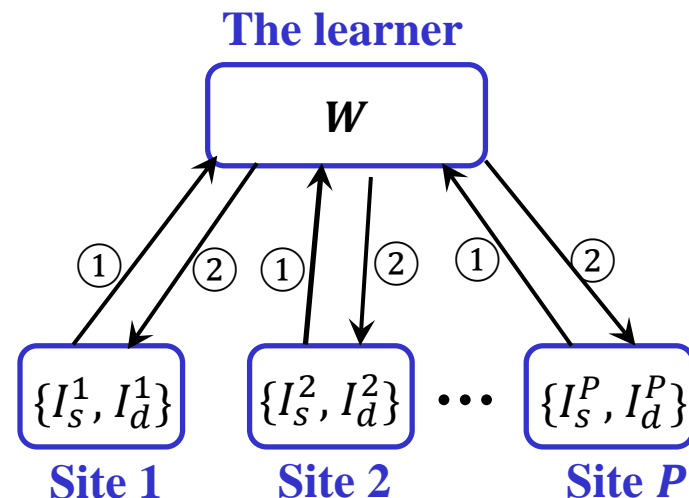 The learner
W
① ② ① ② ① ②
{I_s^1, I_d^1} {I_s^2, I_d^2} ··· {I_s^P, I_d^P}
Site 1 Site 2 Site P